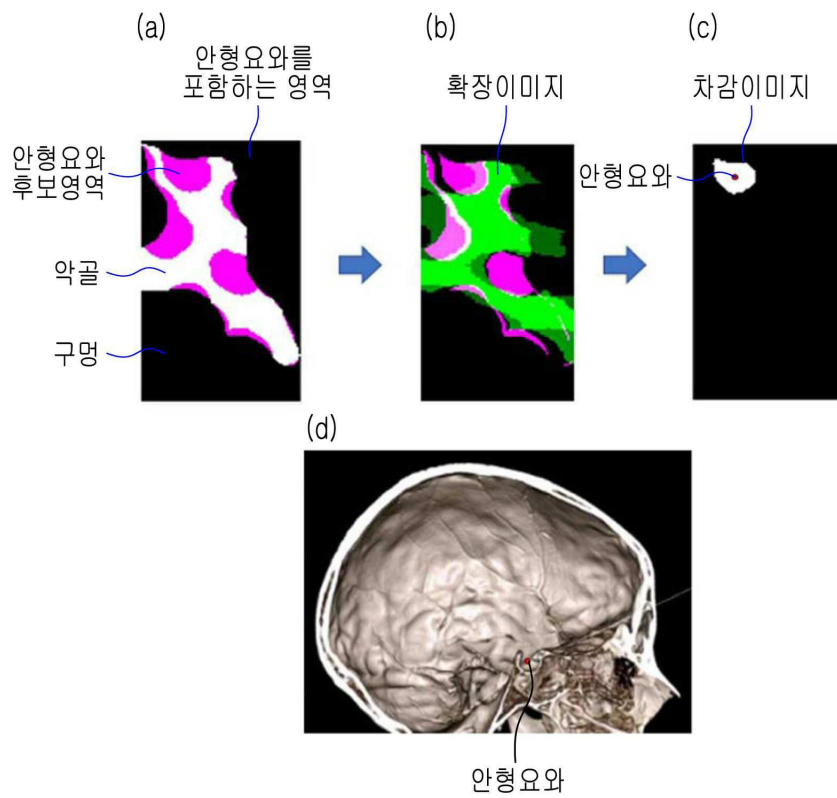 (a)
안형요와를
포함하는 영역
안형요와
후보영역
악골
구멍
(b)
확장이미지
(c)
차감이미지
안형요와
(d)
안형요와